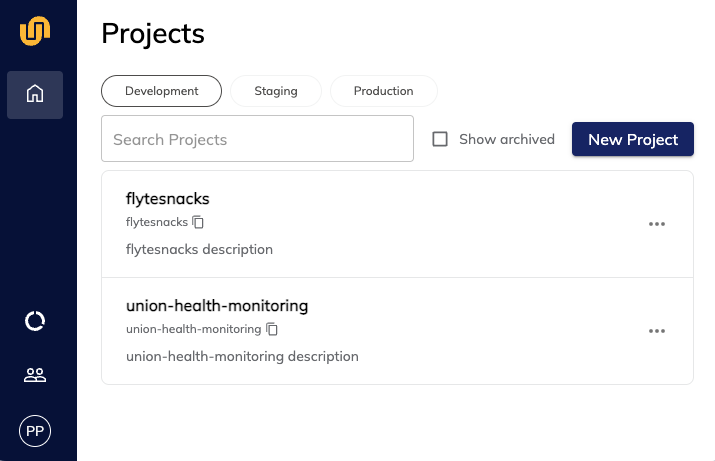 Projects
Development Staging Production
Search Projects Show archived New Project
flytesnacks
flytesnacks
flytesnacks description
union-health-monitoring
union-health-monitoring
union-health-monitoring description
PP